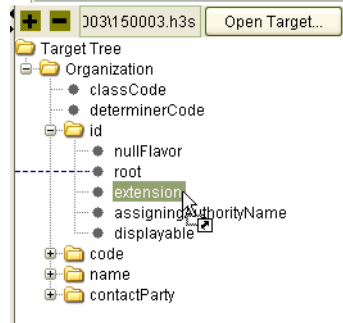 003\150003.h3s Open Target...
Target Tree
Organization
classCode
determinerCode
id
nullFlavor
root
extension
assigningAuthorityName
displayable
code
name
contactParty